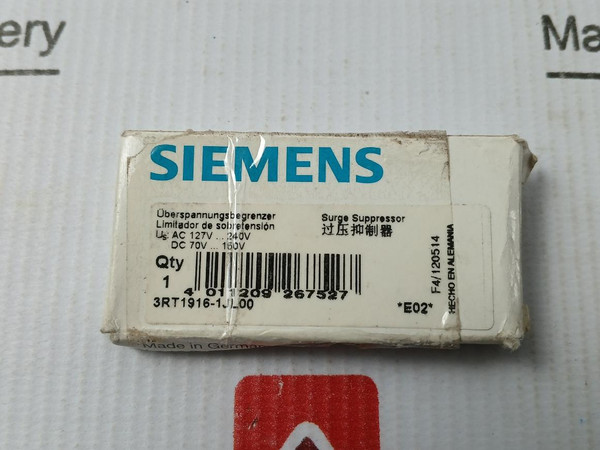 ery
Ma
SIEMENS
Überspannungsbegrenzer
Limitador de sobretensión
Us: AC 127V ... 240V
DC 70V ... 150V
Surge Suppressor
过压抑制器
Qty
1
4 011209 267527
3RT1916-1JL00
*E02*
F4/120514
HECHO EN ALEMANIA
Made in Germany